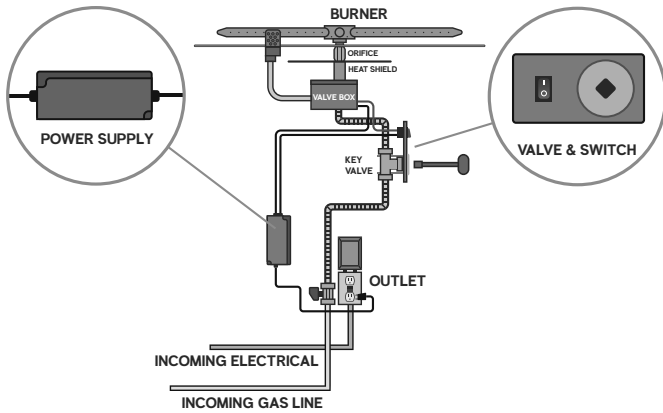 BURNER
ORIFICE
HEAT SHIELD
VALVE BOX
POWER SUPPLY
VALVE & SWITCH
KEY
VALVE
OUTLET
INCOMING ELECTRICAL
INCOMING GAS LINE